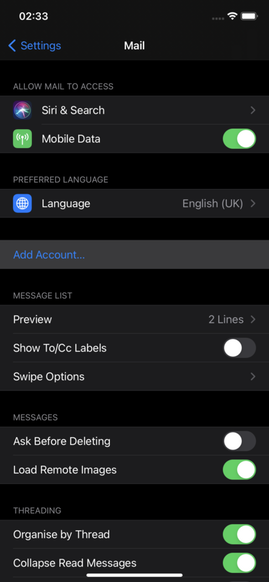 02:33
Settings
Mail
ALLOW MAIL TO ACCESS
Siri & Search
Mobile Data
PREFERRED LANGUAGE
Language English (UK)
Add Account...
MESSAGE LIST
Preview 2 Lines
Show To/Cc Labels
Swipe Options
MESSAGES
Ask Before Deleting
Load Remote Images
THREADING
Organise by Thread
Collapse Read Messages